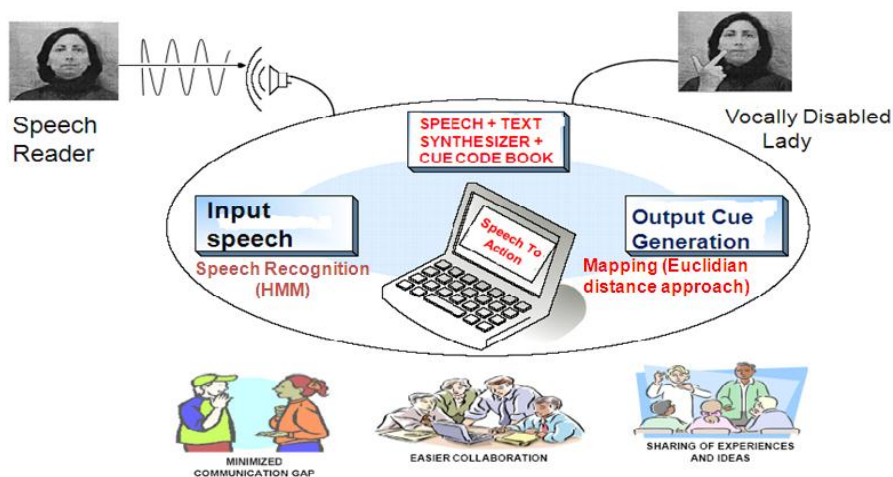 Speech
Reader
Vocally Disabled
Lady
SPEECH + TEXT
SYNTHESIZER +
CUE CODE BOOK
Input
speech
Speech Recognition
(HMM)
Speech To
Action
Output Cue
Generation
Mapping (Euclidian
distance approach)
MINIMIZED
COMMUNICATION GAP
EASIER COLLABORATION
SHARING OF EXPERIENCES
AND IDEAS